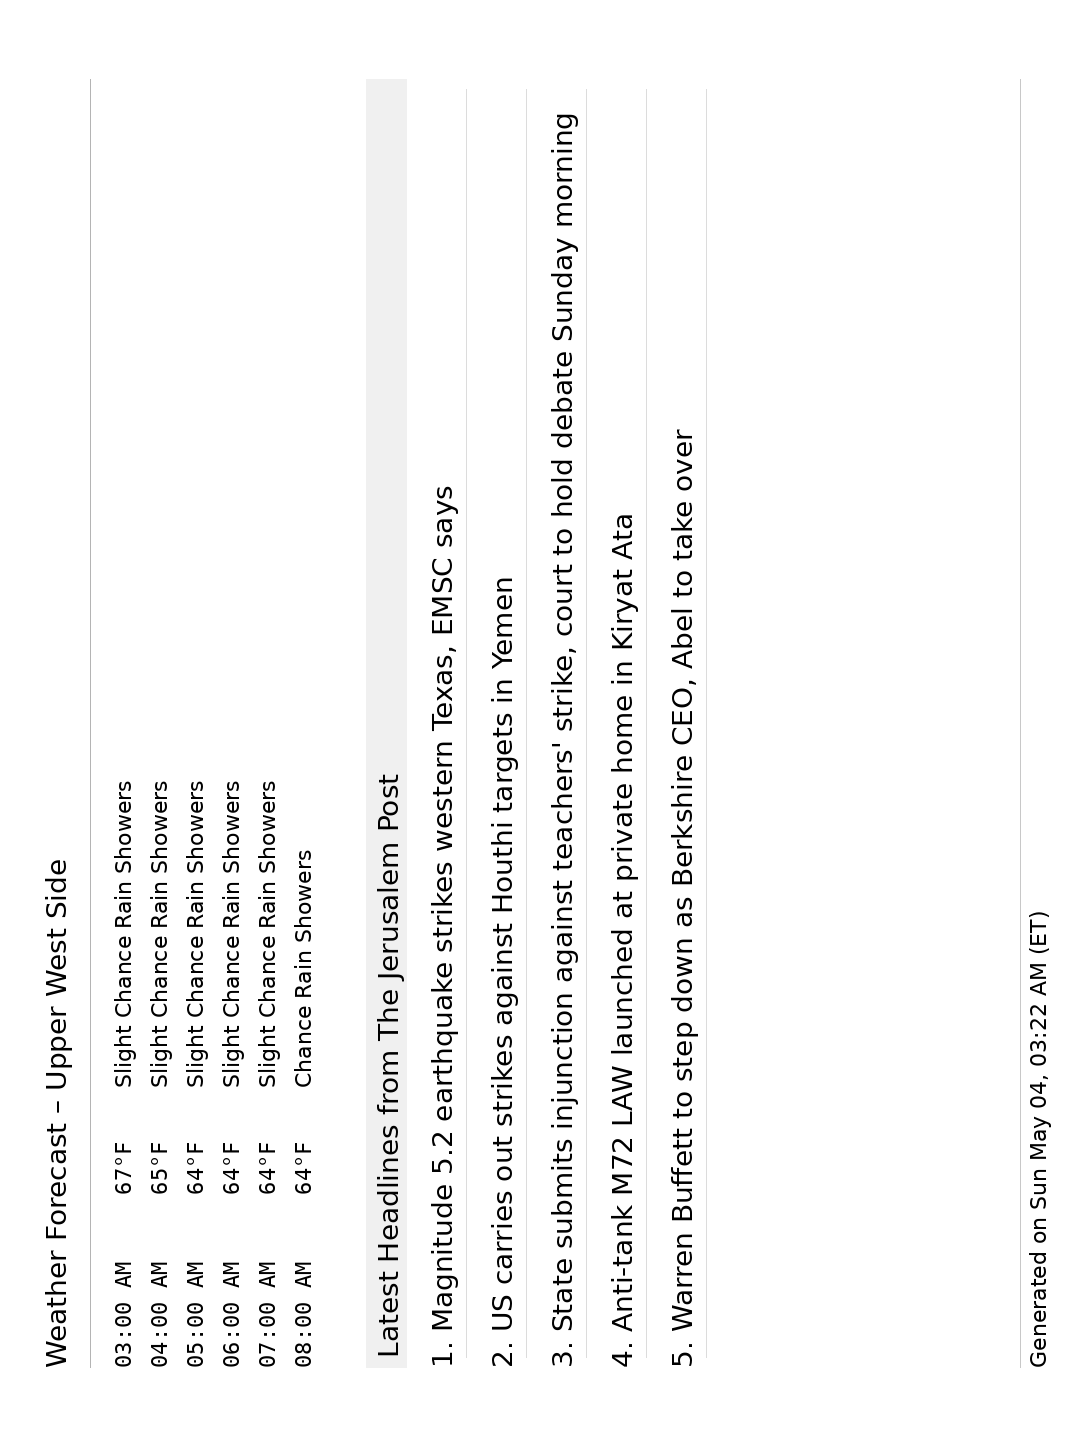 Weather Forecast – Upper West Side
03:00 AM 67°F Slight Chance Rain Showers
04:00 AM 65°F Slight Chance Rain Showers
05:00 AM 64°F Slight Chance Rain Showers
06:00 AM 64°F Slight Chance Rain Showers
07:00 AM 64°F Slight Chance Rain Showers
08:00 AM 64°F Chance Rain Showers
Latest Headlines from The Jerusalem Post
1. Magnitude 5.2 earthquake strikes western Texas, EMSC says
2. US carries out strikes against Houthi targets in Yemen
3. State submits injunction against teachers' strike, court to hold debate Sunday morning
4. Anti-tank M72 LAW launched at private home in Kiryat Ata
5. Warren Buffett to step down as Berkshire CEO, Abel to take over
Generated on Sun May 04, 03:22 AM (ET)